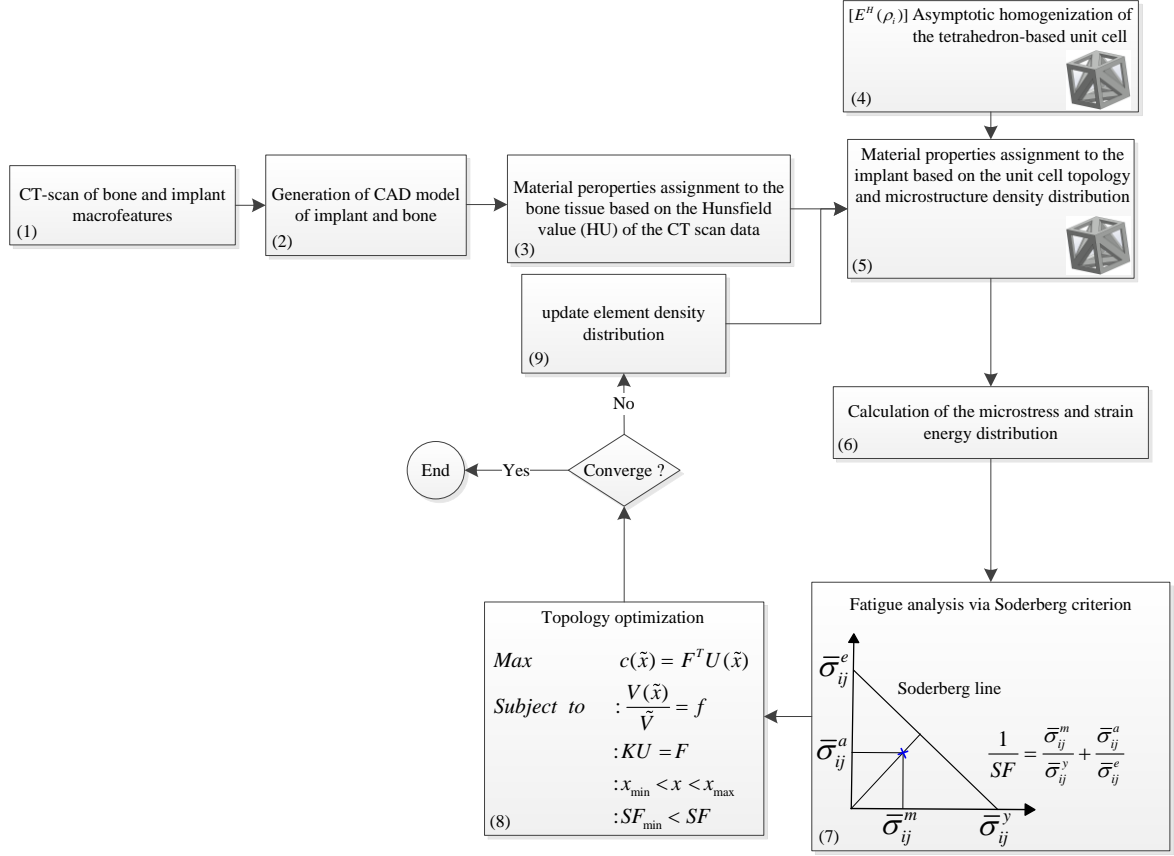 [E^H(ρ_i)] Asymptotic homogenization of
the tetrahedron-based unit cell
(4)
CT-scan of bone and implant
macrofeatures
(1)
Generation of CAD model
of implant and bone
(2)
Material peroperties assignment to the
bone tissue based on the Hunsfield
value (HU) of the CT scan data
(3)
Material properties assignment to the
implant based on the unit cell topology
and microstructure density distribution
(5)
update element density
distribution
(9)
Calculation of the microstress and strain
energy distribution
(6)
No
End
Yes
Converge ?
Topology optimization
Max c(x̃) = F^T U(x̃)
Subject to : V(x̃)/Ṽ = f
:KU = F
:x_min < x < x_max
:SF_min < SF
(8)
Fatigue analysis via Soderberg criterion
σ̅_ij^e
Soderberg line
σ̅_ij^a
1/SF = σ̅_ij^m/σ̅_ij^y + σ̅_ij^a/σ̅_ij^e
σ̅_ij^m
σ̅_ij^y
(7)